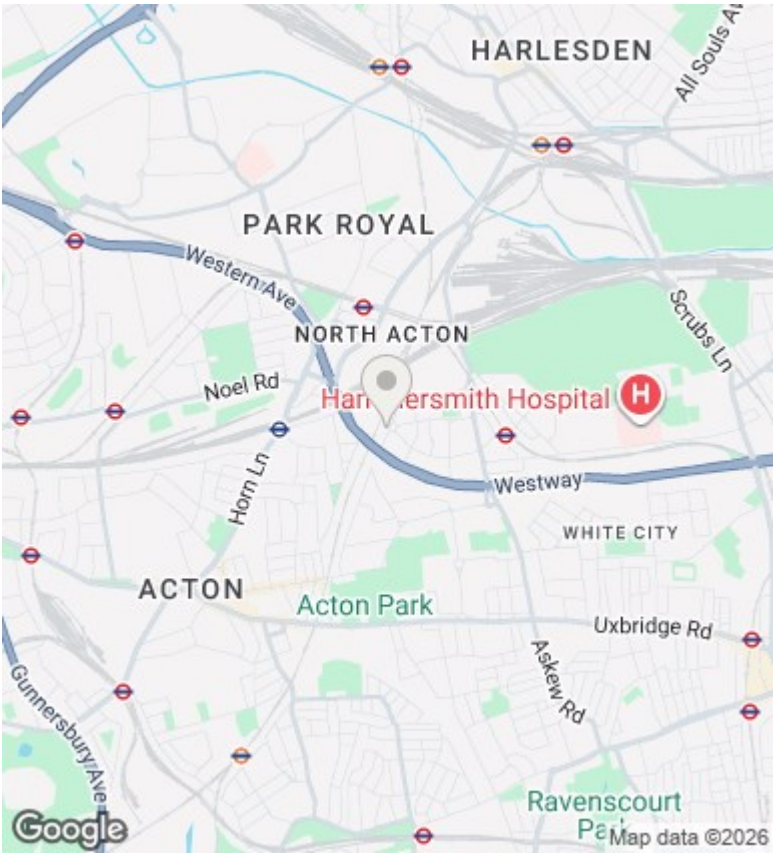 HARLESDEN
All Souls Av
PARK ROYAL
Western Ave
NORTH ACTON
Scrubs Ln
Noel Rd
Hammersmith Hospital
H
Horn Ln
Westway
WHITE CITY
ACTON
Acton Park
Uxbridge Rd
Askew Rd
Gunnersbury Ave
Ravenscourt
Park
Google
Map data ©2026